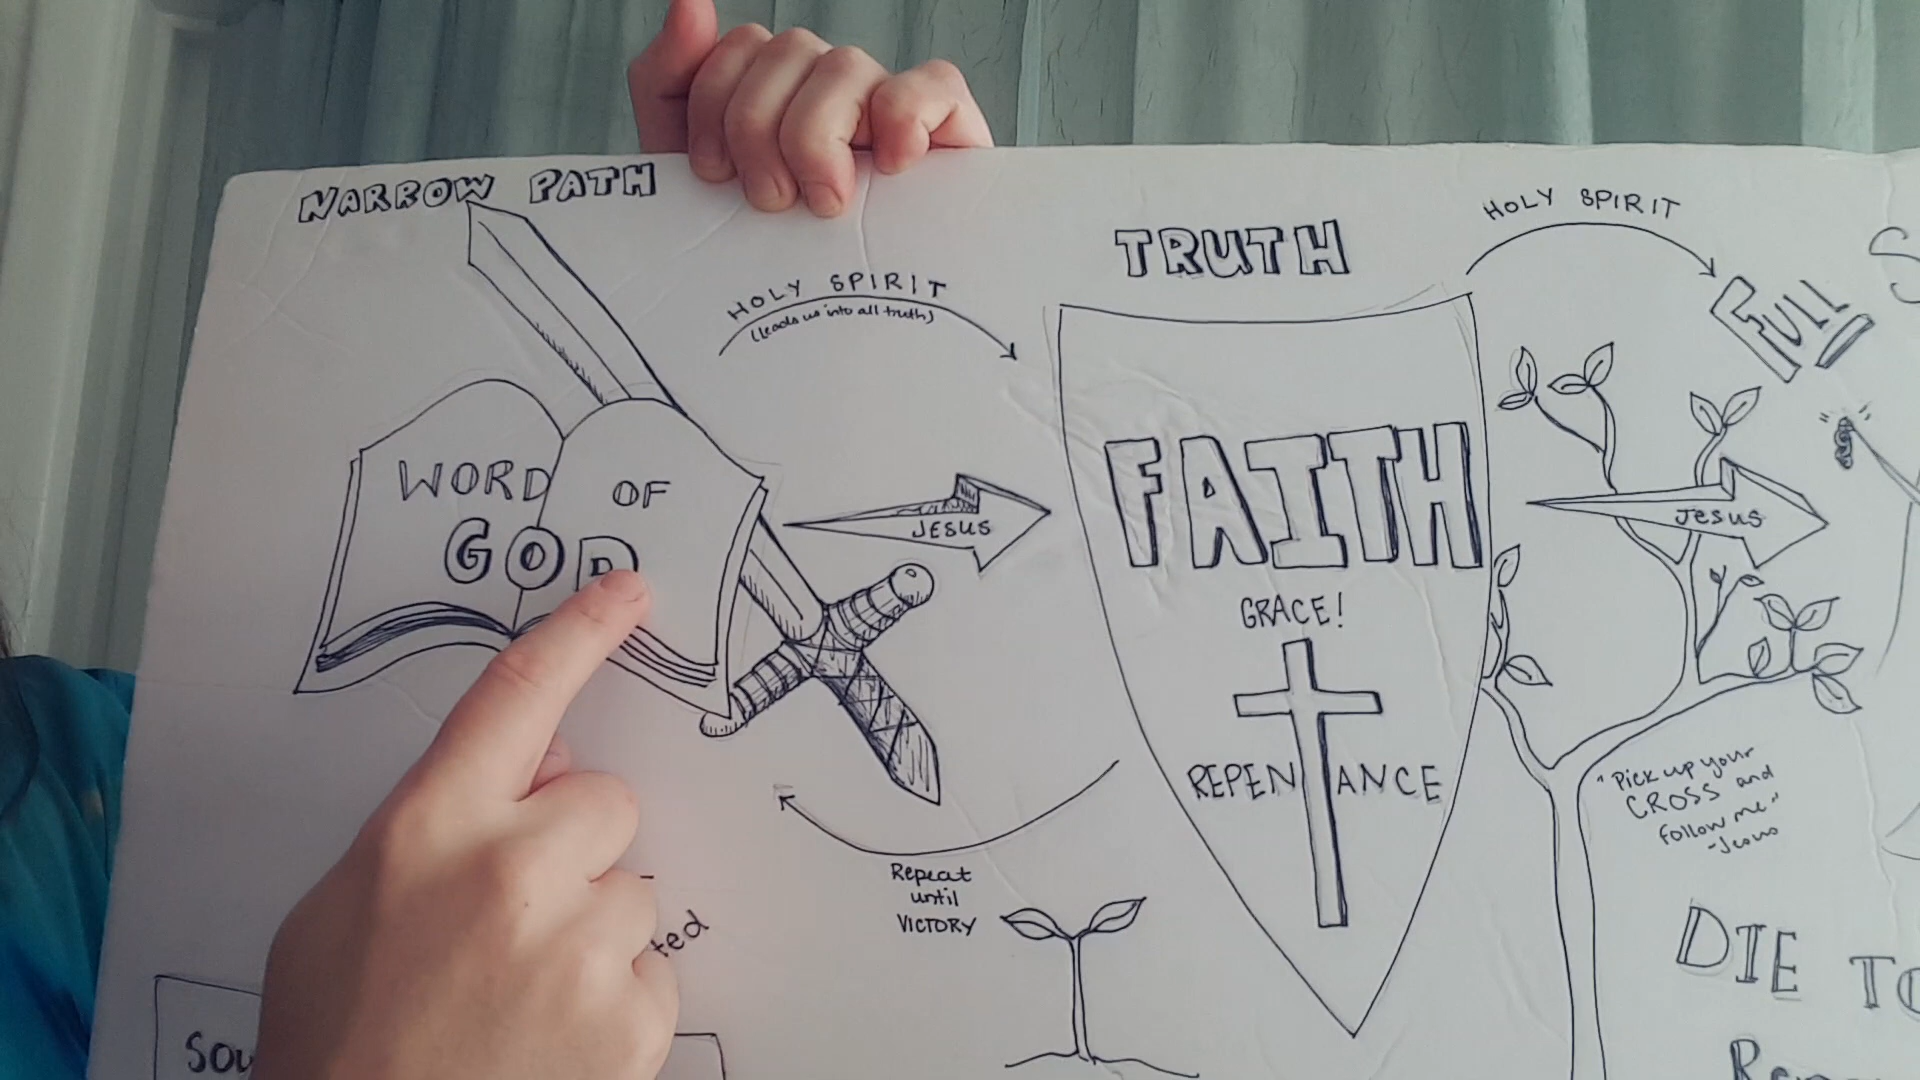 NARROW PATH
HOLY SPIRIT
(leads us into all truth)
WORD OF
GOD
JESUS
Repeat
until
VICTORY
TRUTH
FAITH
GRACE!
REPENTANCE
HOLY SPIRIT
FULL
Jesus
"Pick up your
CROSS and
follow me"
-Jesus
DIE TO